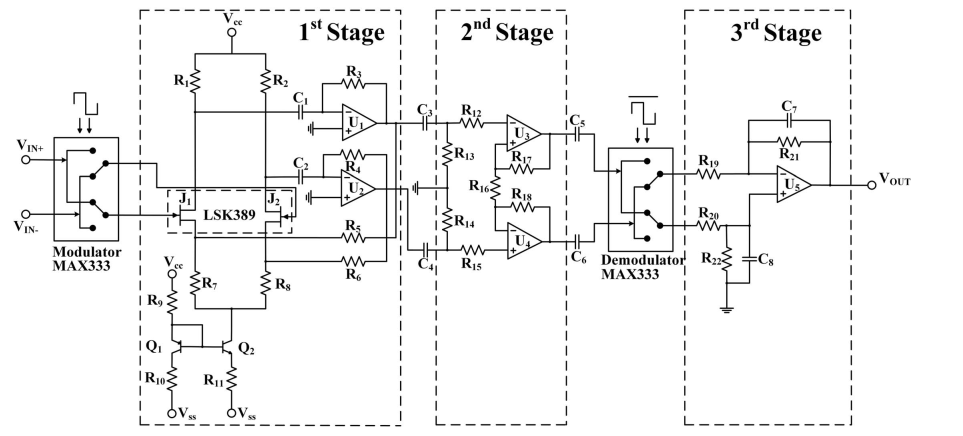 1st Stage
2nd Stage
3rd Stage
Vcc
R1
R2
R3
C1
U1
C2
R4
U2
VIN+
VIN-
Modulator
MAX333
J1
J2
LSK389
R5
R6
R7
R8
Vcc
R9
Q1
Q2
R10
R11
Vss
Vss
C3
C4
R12
R13
R14
R15
U3
R17
R16
R18
U4
C5
C6
Demodulator
MAX333
R19
R20
R22
C8
C7
R21
U5
VOUT